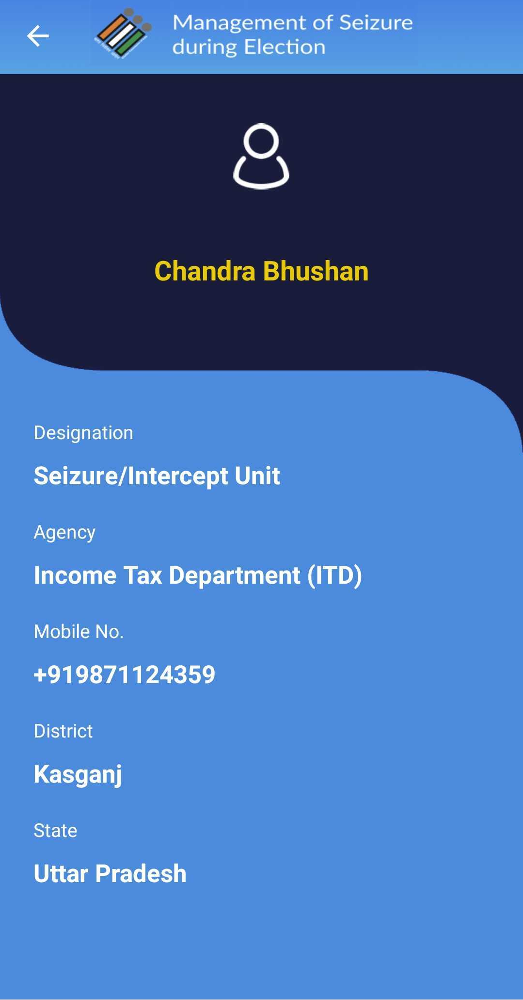 Management of Seizure
during Election
Chandra Bhushan
Designation
Seizure/Intercept Unit
Agency
Income Tax Department (ITD)
Mobile No.
+919871124359
District
Kasganj
State
Uttar Pradesh